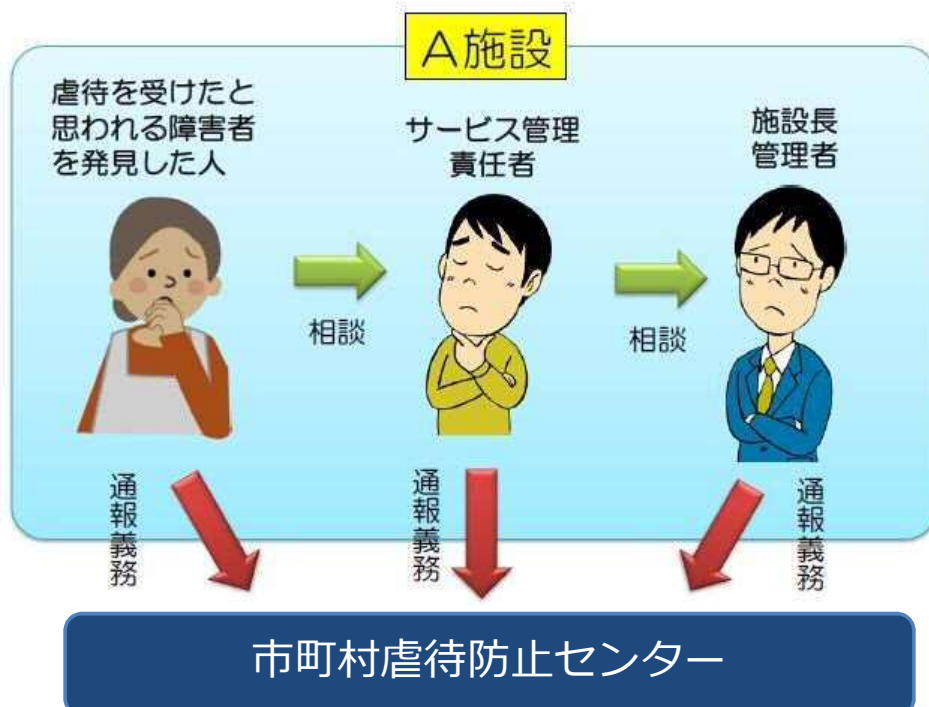 A施設
虐待を受けたと
思われる障害者
を発見した人
サービス管理
責任者
施設長
管理者
相談
相談
通報義務
通報義務
通報義務
市町村虐待防止センター